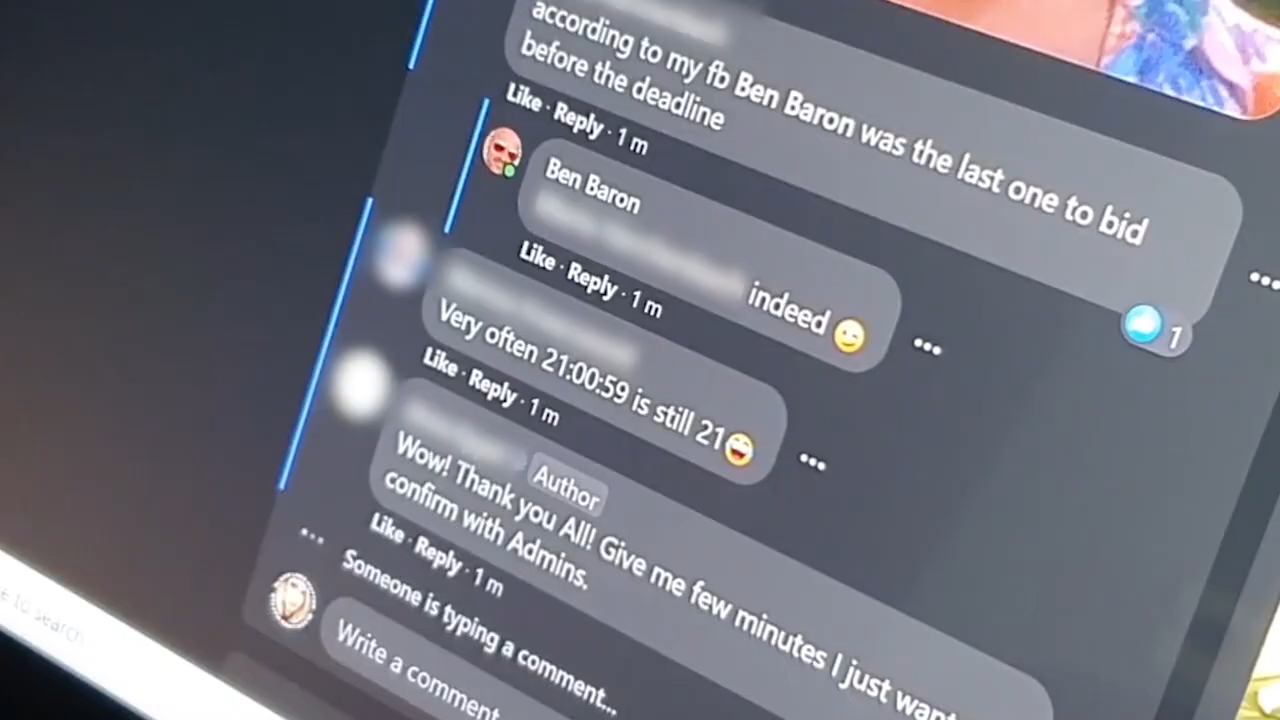 according to my fb Ben Baron was the last one to bid
before the deadline
Like · Reply · 1 m
1
Ben Baron
indeed 😉
Like · Reply · 1 m
Very often 21:00:59 is still 21😄
Like · Reply · 1 m
Author
Wow! Thank you All! Give me few minutes I just want
confirm with Admins.
Like · Reply · 1 m
Someone is typing a comment...
Write a comment
to search